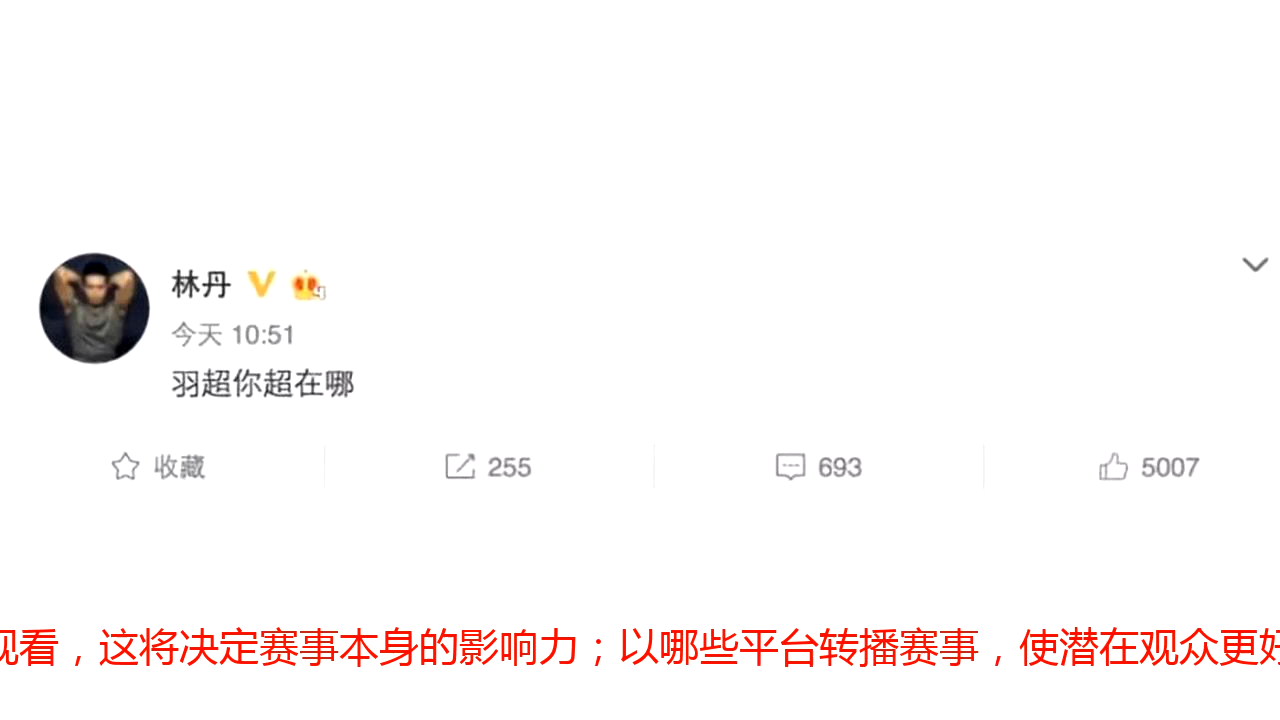 林丹
今天 10:51
羽超你超在哪
收藏 255 693 5007
观看，这将决定赛事本身的影响力；以哪些平台转播赛事，使潜在观众更好